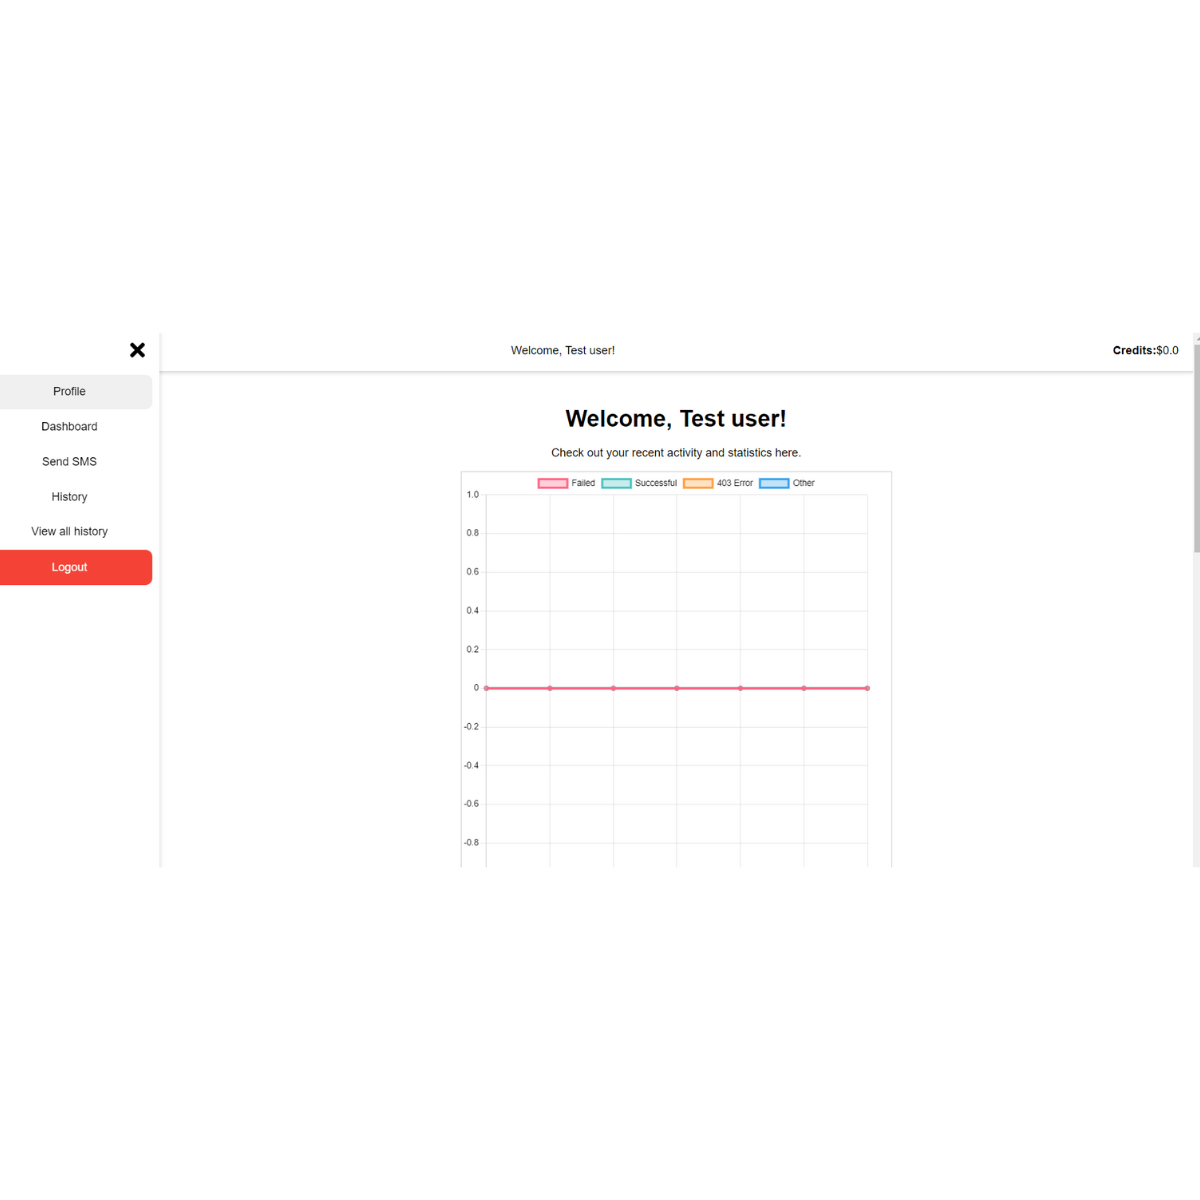 Welcome, Test user!
Credits:$0.0
Profile
Dashboard
Send SMS
History
View all history
Logout
Welcome, Test user!
Check out your recent activity and statistics here.
Failed Successful 403 Error Other
1.0
0.8
0.6
0.4
0.2
0
-0.2
-0.4
-0.6
-0.8